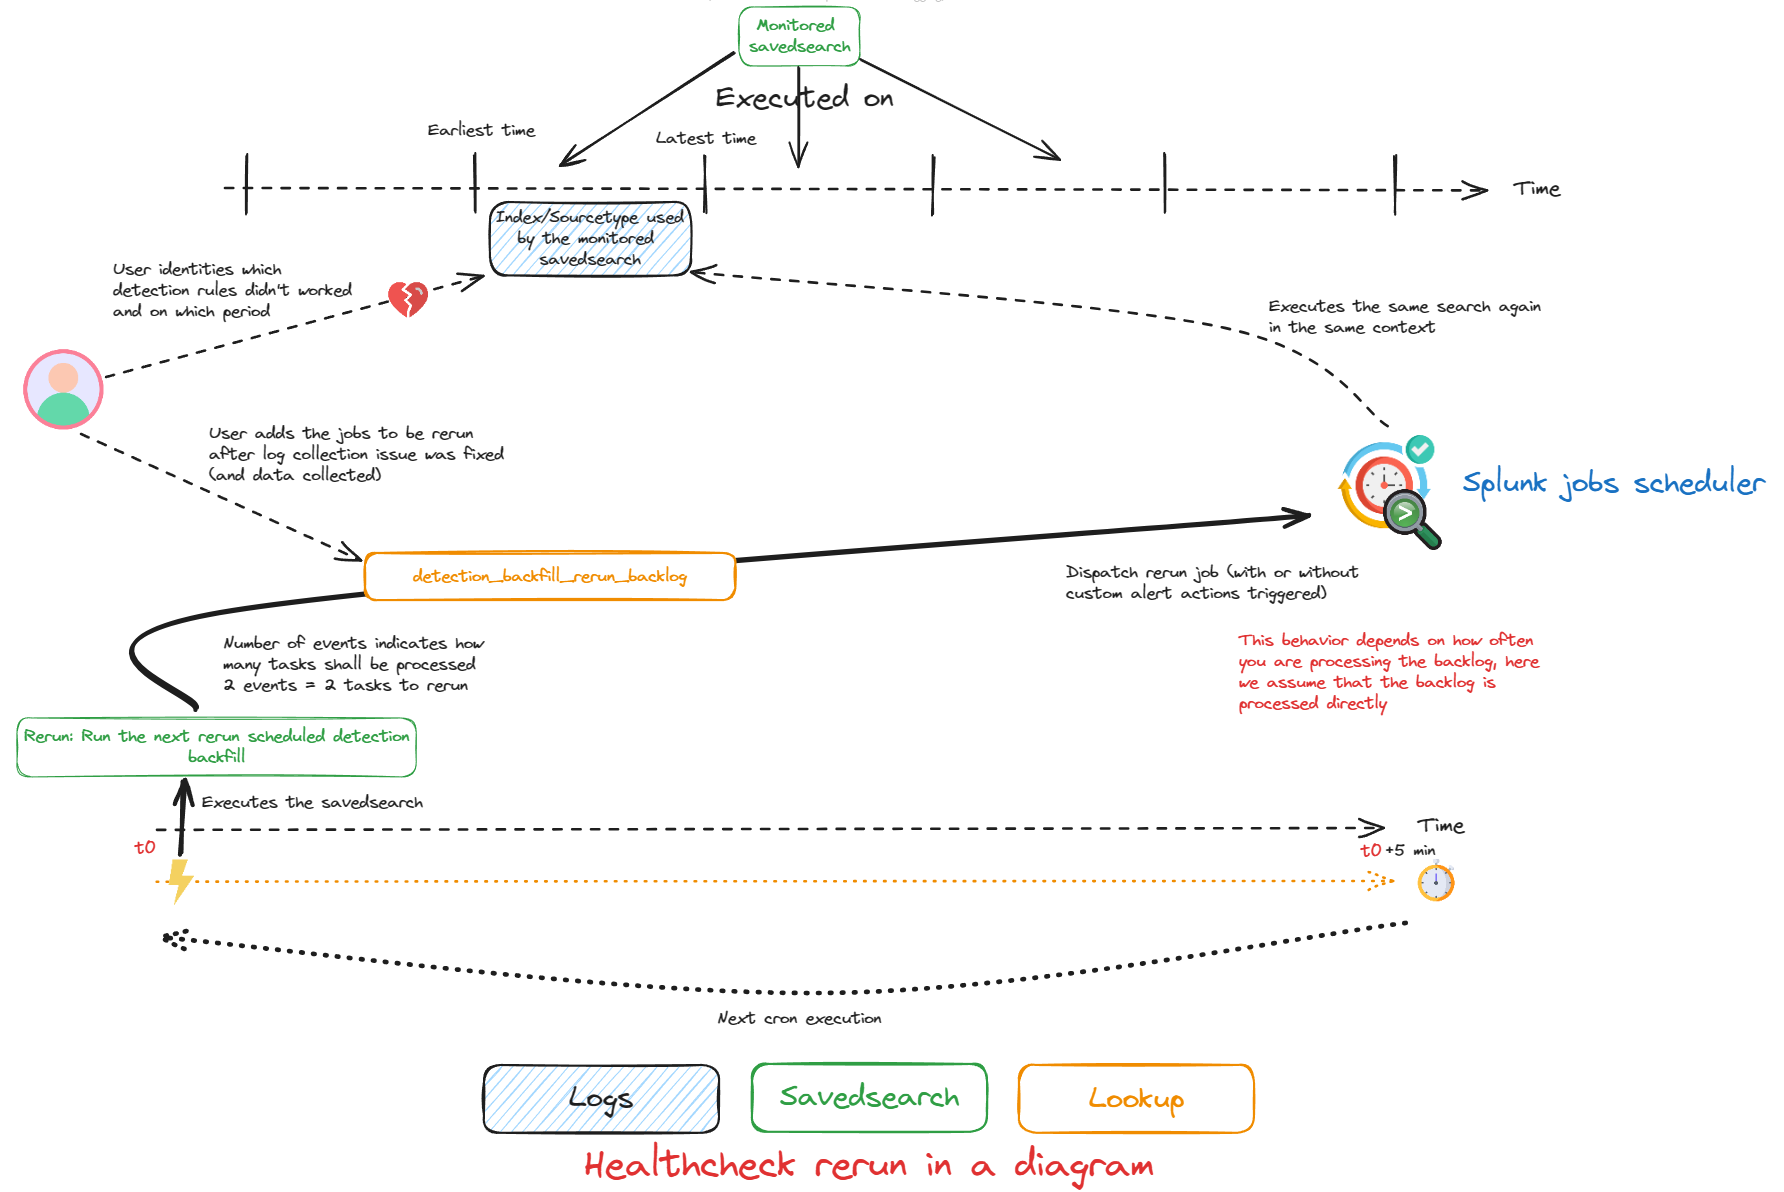 Monitored
savedsearch
Executed on
Earliest time
Latest time
Time
Index/Sourcetype used
by the monitored
savedsearch
User identities which
detection rules didn't worked
and on which period
Executes the same search again
in the same context
User adds the jobs to be rerun
after log collection issue was fixed
(and data collected)
Splunk jobs scheduler
detection_backfill_rerun_backlog
Dispatch rerun job (with or without
custom alert actions triggered)
Number of events indicates how
many tasks shall be processed
2 events = 2 tasks to rerun
This behavior depends on how often
you are processing the backlog, here
we assume that the backlog is
processed directly
Rerun: Run the next rerun scheduled detection
backfill
Executes the savedsearch
Time
t0
t0 +5 min
Next cron execution
Logs
Savedsearch
Lookup
Healthcheck rerun in a diagram